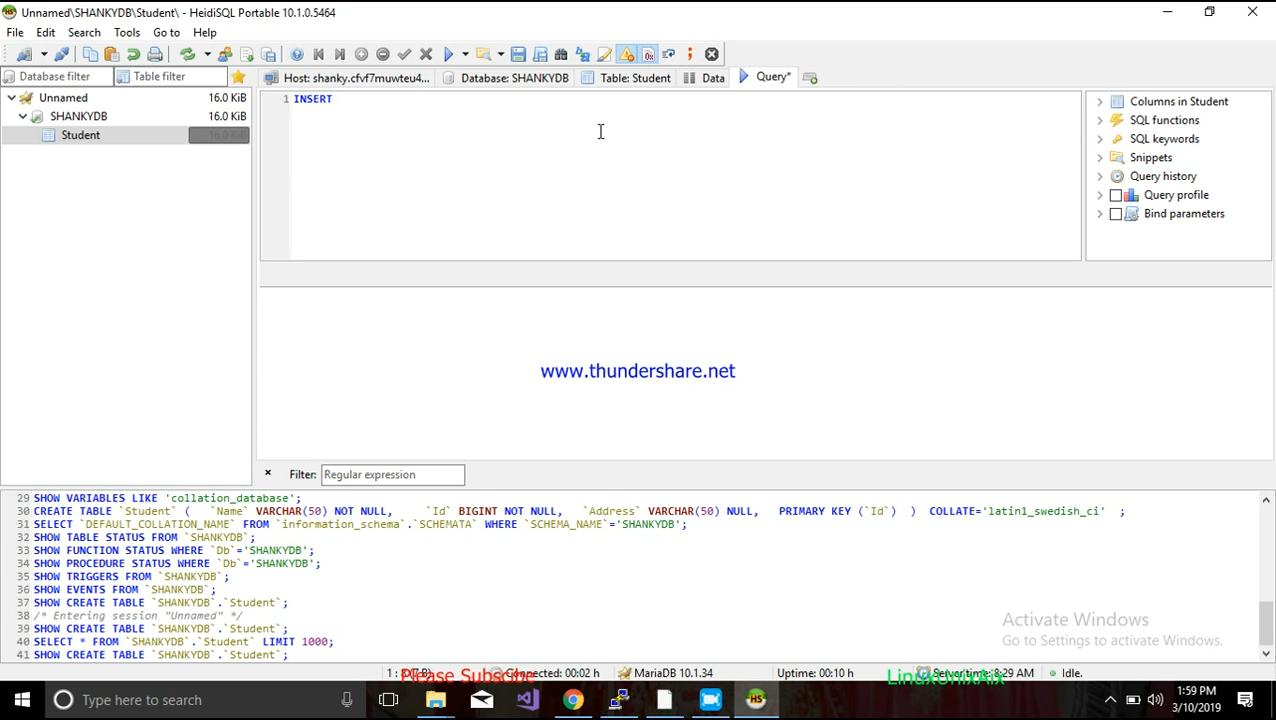 Unnamed\SHANKYDB\Student\ - HeidiSQL Portable 10.1.0.5464
File Edit Search Tools Go to Help
Database filter Table filter Host: shanky.cfvf7muwteu4... Database: SHANKYDB Table: Student Data Query*
Unnamed 16.0 KiB
SHANKYDB 16.0 KiB
Student 16.0 KiB
1 INSERT
Columns in Student
SQL functions
SQL keywords
Snippets
Query history
Query profile
Bind parameters
www.thundershare.net
Filter: Regular expression
29 SHOW VARIABLES LIKE 'collation_database';
30 CREATE TABLE `Student` ( `Name` VARCHAR(50) NOT NULL, `Id` BIGINT NOT NULL, `Address` VARCHAR(50) NULL, PRIMARY KEY (`Id`) ) COLLATE='latin1_swedish_ci' ;
31 SELECT `DEFAULT_COLLATION_NAME` FROM `information_schema`.`SCHEMATA` WHERE `SCHEMA_NAME`='SHANKYDB';
32 SHOW TABLE STATUS FROM `SHANKYDB`;
33 SHOW FUNCTION STATUS WHERE `Db`='SHANKYDB';
34 SHOW PROCEDURE STATUS WHERE `Db`='SHANKYDB';
35 SHOW TRIGGERS FROM `SHANKYDB`;
36 SHOW EVENTS FROM `SHANKYDB`;
37 SHOW CREATE TABLE `SHANKYDB`.`Student`;
38 /* Entering session "Unnamed" */
39 SHOW CREATE TABLE `SHANKYDB`.`Student`;
40 SELECT * FROM `SHANKYDB`.`Student` LIMIT 1000;
41 SHOW CREATE TABLE `SHANKYDB`.`Student`;
Activate Windows
Go to Settings to activate Windows.
Connected: 00:02 h MariaDB 10.1.34 Uptime: 00:10 h Server time: 8:29 AM Idle.
Please Subscribe LinuxUnixAix
Type here to search
1:59 PM
3/10/2019